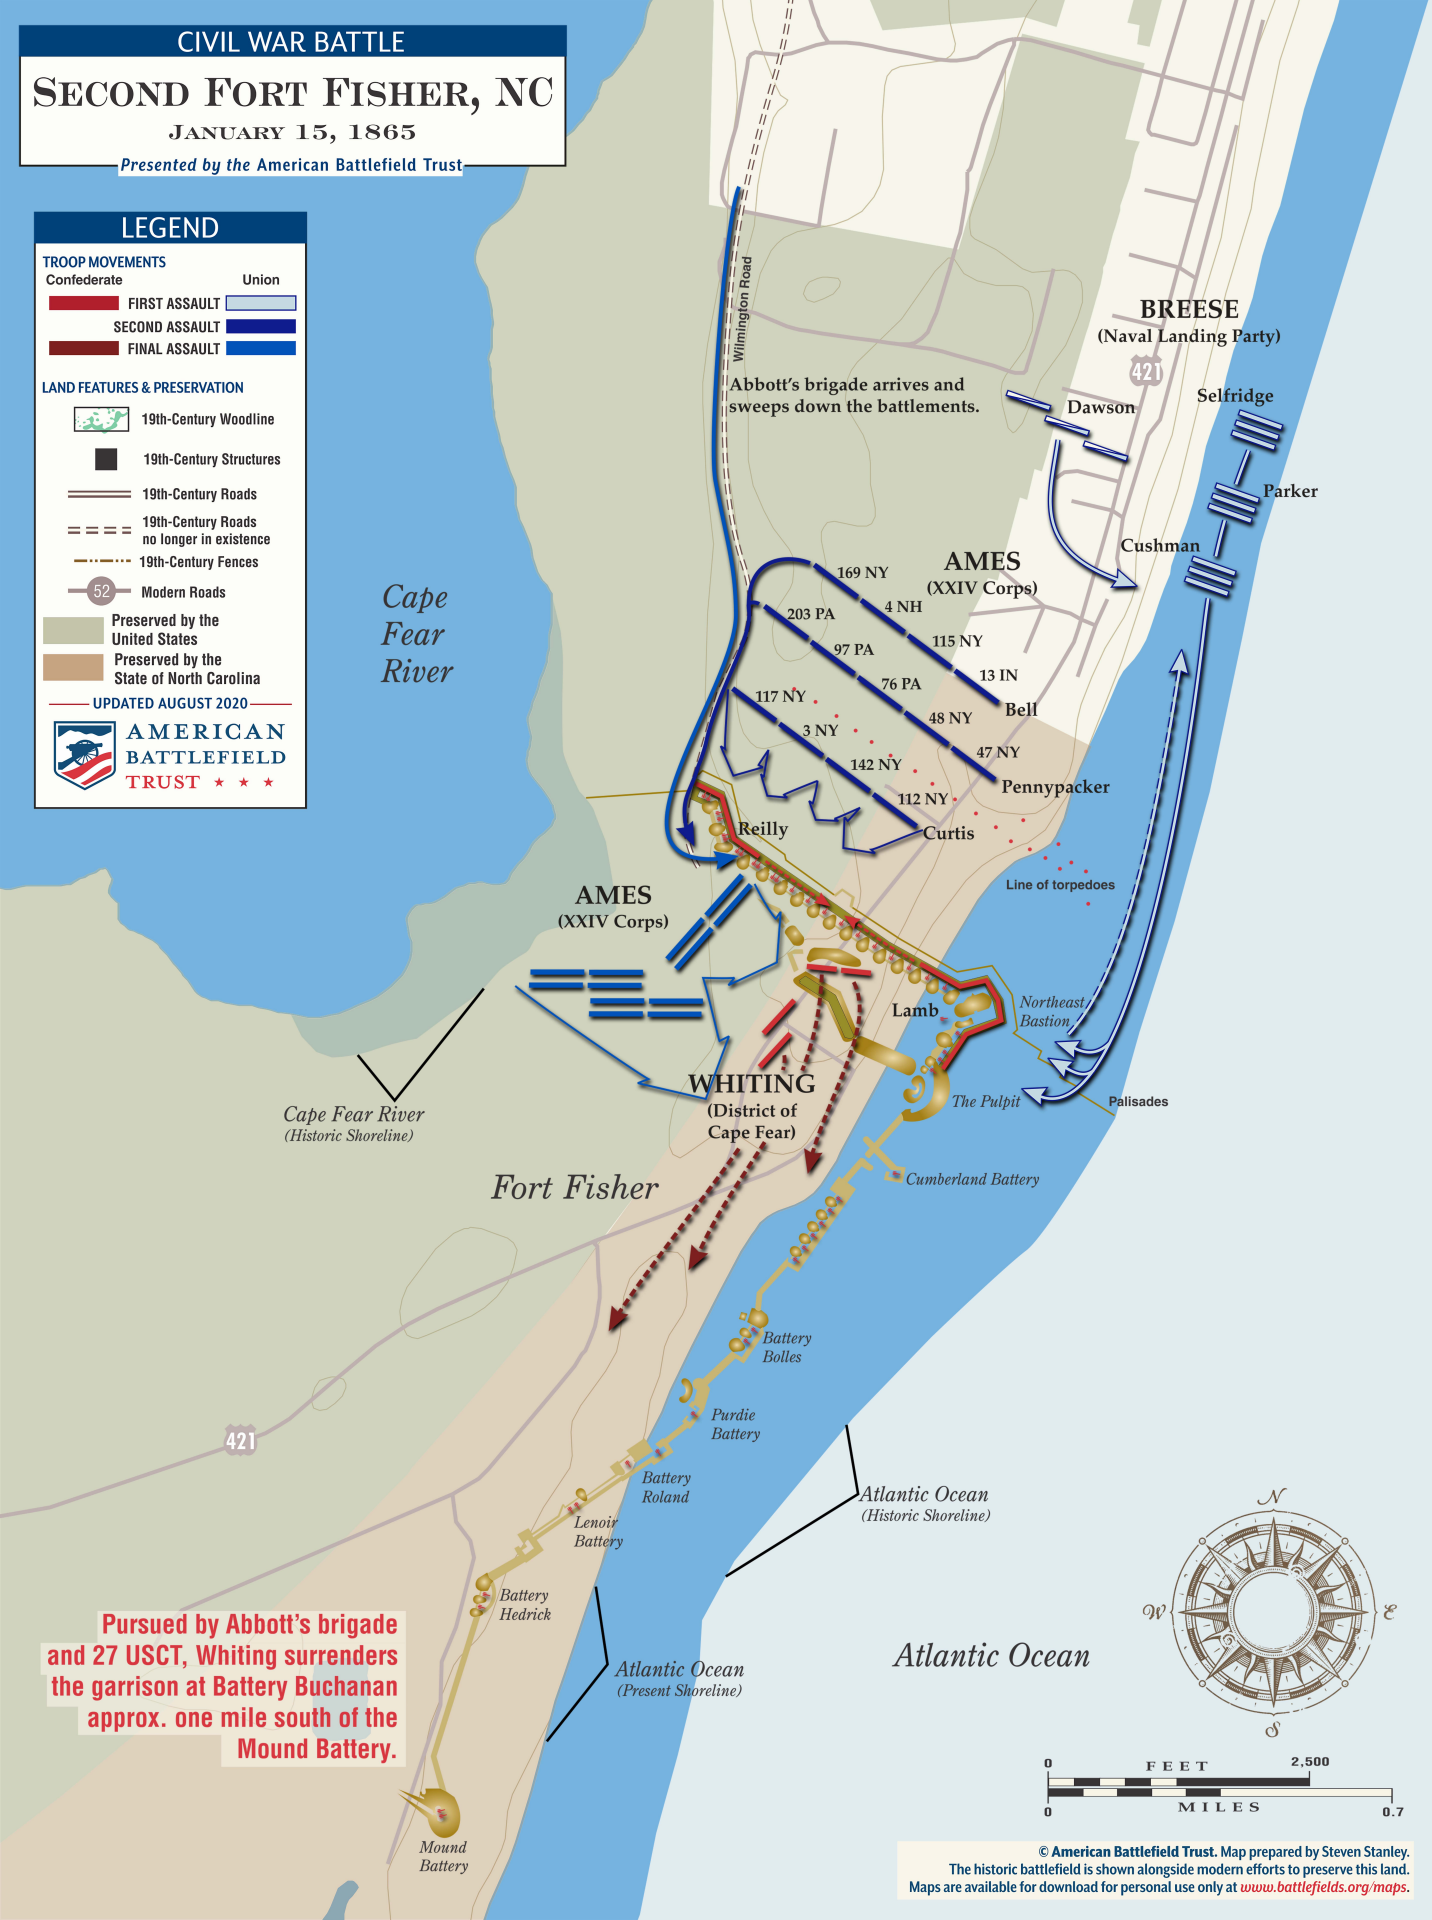 CIVIL WAR BATTLE
SECOND FORT FISHER, NC
JANUARY 15, 1865
Presented by the American Battlefield Trust
LEGEND
TROOP MOVEMENTS
Confederate Union
FIRST ASSAULT
SECOND ASSAULT
FINAL ASSAULT
LAND FEATURES & PRESERVATION
19th-Century Woodline
19th-Century Structures
19th-Century Roads
19th-Century Roads
no longer in existence
19th-Century Fences
52 Modern Roads
Preserved by the
United States
Preserved by the
State of North Carolina
UPDATED AUGUST 2020
AMERICAN
BATTLEFIELD
TRUST
Wilmington Road
BREESE
(Naval Landing Party)
421
Abbott's brigade arrives and
sweeps down the battlements.
Dawson
Selfridge
Parker
Cushman
AMES
(XXIV Corps)
Cape
Fear
River
169 NY
4 NH
115 NY
13 IN
Bell
203 PA
97 PA
76 PA
48 NY
47 NY
Pennypacker
117 NY
3 NY
142 NY
112 NY
Curtis
Reilly
Line of torpedoes
AMES
(XXIV Corps)
Lamb
Northeast
Bastion
WHITING
(District of
Cape Fear)
The Pulpit
Palisades
Cape Fear River
(Historic Shoreline)
Fort Fisher
Cumberland Battery
Battery
Bolles
Purdie
Battery
421
Battery
Roland
Lenoir
Battery
Atlantic Ocean
(Historic Shoreline)
Battery
Hedrick
Pursued by Abbott's brigade
and 27 USCT, Whiting surrenders
the garrison at Battery Buchanan
approx. one mile south of the
Mound Battery.
Atlantic Ocean
(Present Shoreline)
Atlantic Ocean
N
W
E
S
Mound
Battery
0 FEET 2,500
0 MILES 0.7
© American Battlefield Trust. Map prepared by Steven Stanley.
The historic battlefield is shown alongside modern efforts to preserve this land.
Maps are available for download for personal use only at www.battlefields.org/maps.